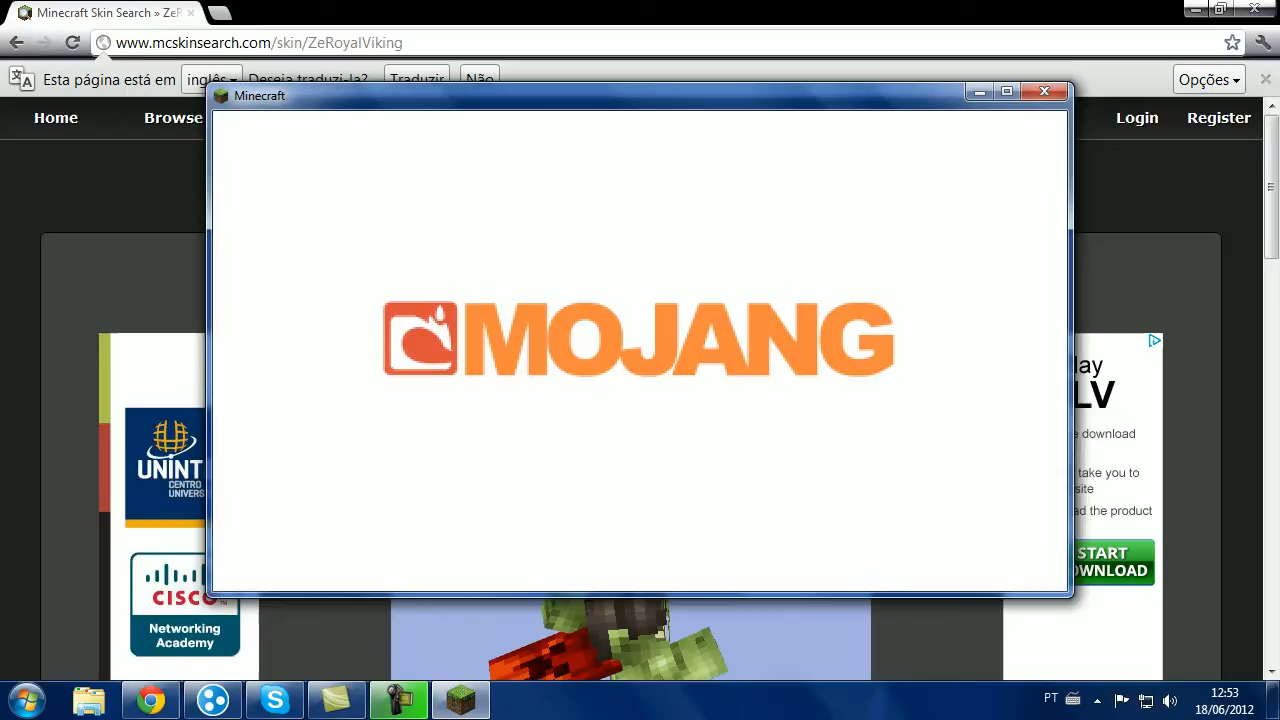 Minecraft Skin Search » ZeR
www.mcskinsearch.com/skin/ZeRoyalViking
Esta página está em inglês Deseja traduzi-la? Traduzir Não Opções
Minecraft
Home Browse Login Register
MOJANG
UNINT
CENTRO
UNIVERS
CISCO
Networking
Academy
lay
LV
e download
take you to
site
ad the product
START
OWNLOAD
PT
12:53
18/06/2012